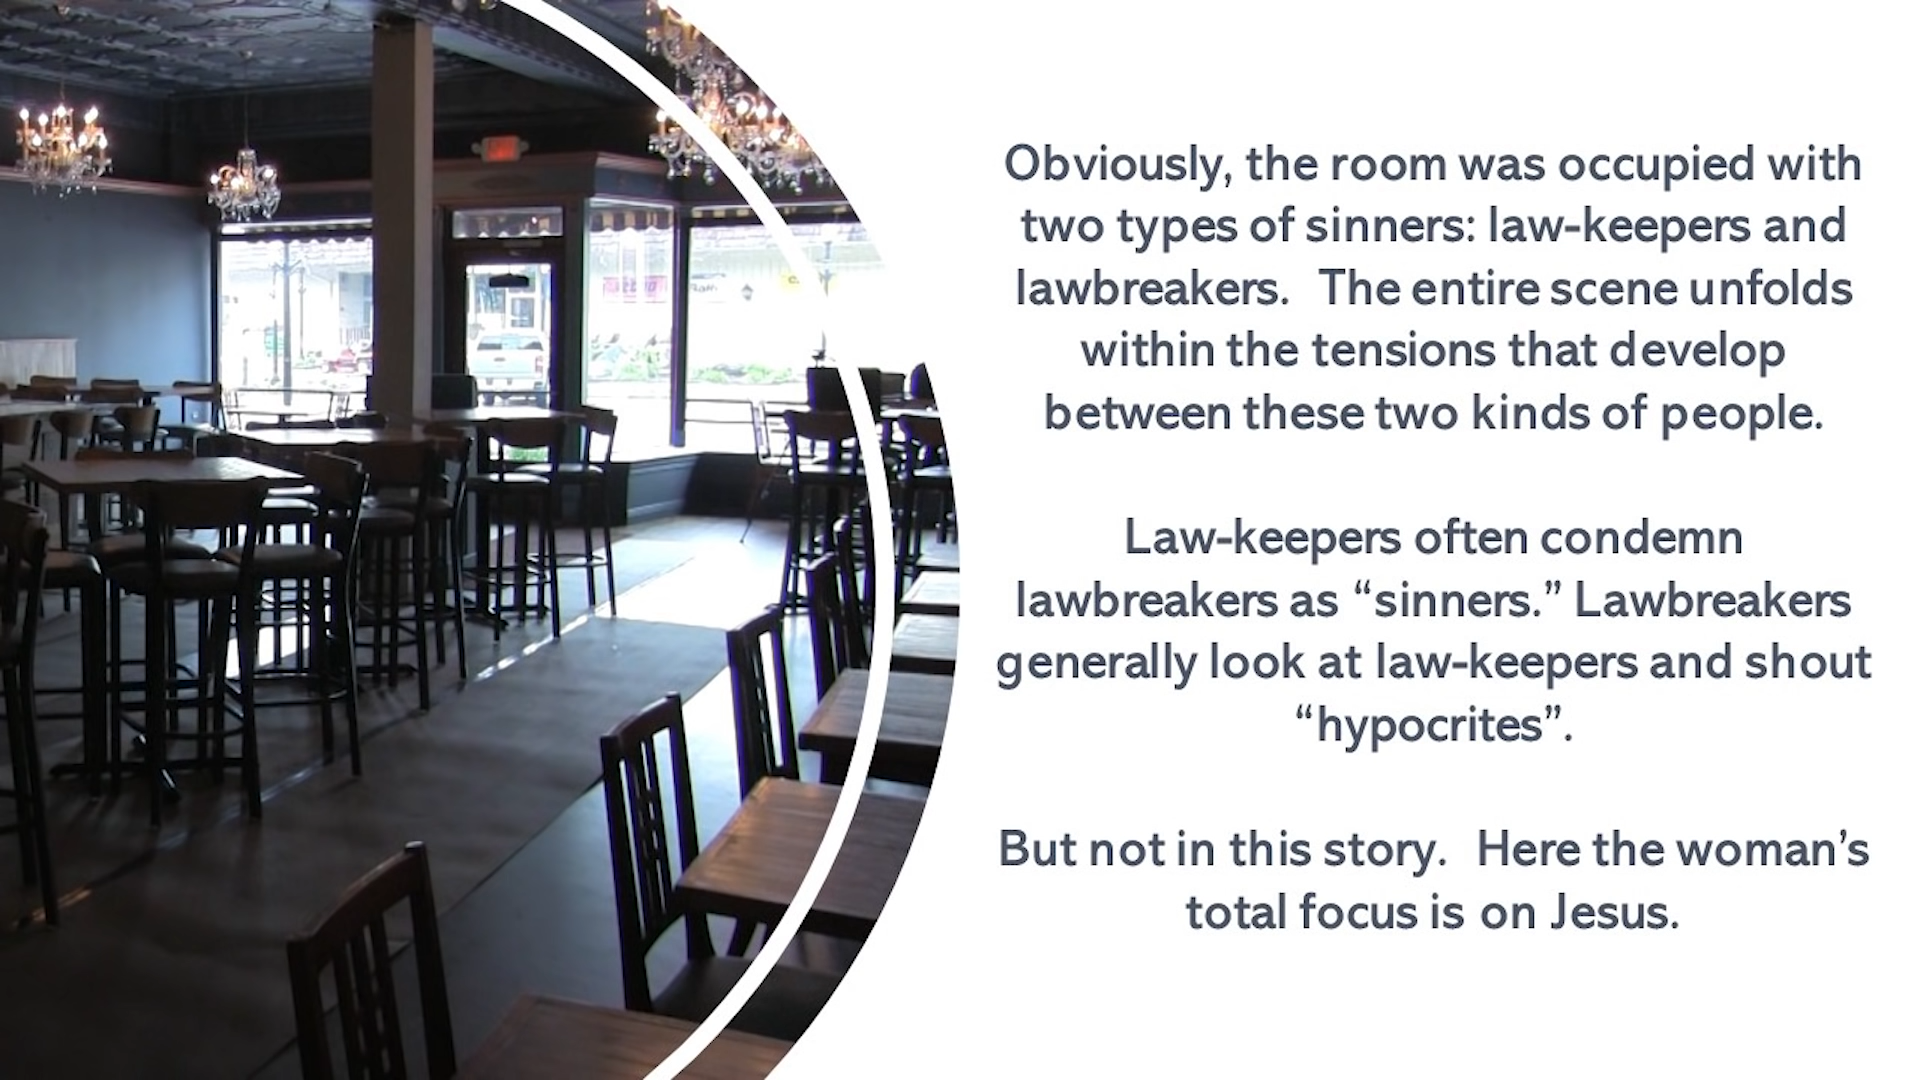 Obviously, the room was occupied with
two types of sinners: law-keepers and
lawbreakers.  The entire scene unfolds
within the tensions that develop
between these two kinds of people.
Law-keepers often condemn
lawbreakers as “sinners.” Lawbreakers
generally look at law-keepers and shout
“hypocrites”.
But not in this story.  Here the woman’s
total focus is on Jesus.